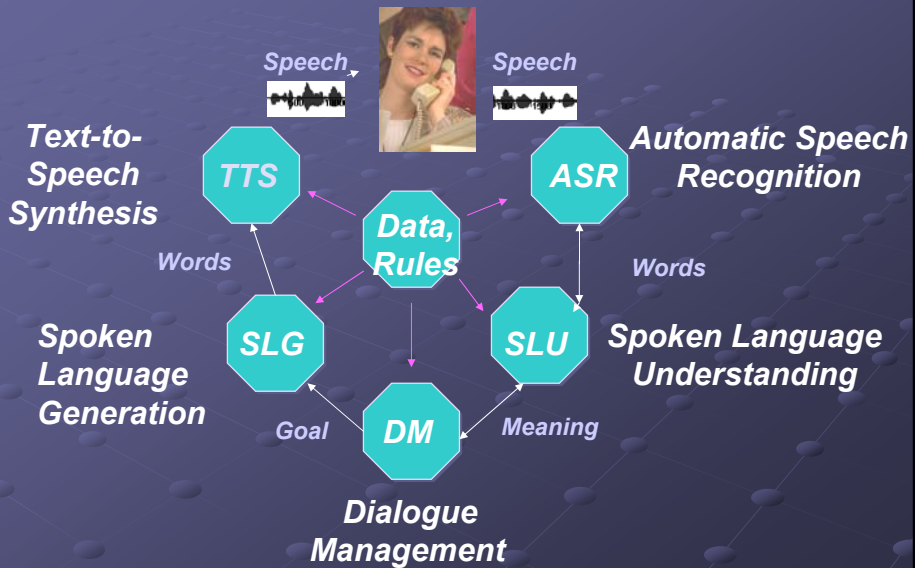 Speech
Speech
Text-to-
Speech
Synthesis
TTS
ASR
Automatic Speech
Recognition
Data,
Rules
Words
Words
Spoken
Language
Generation
SLG
SLU
Spoken Language
Understanding
Goal
DM
Meaning
Dialogue
Management